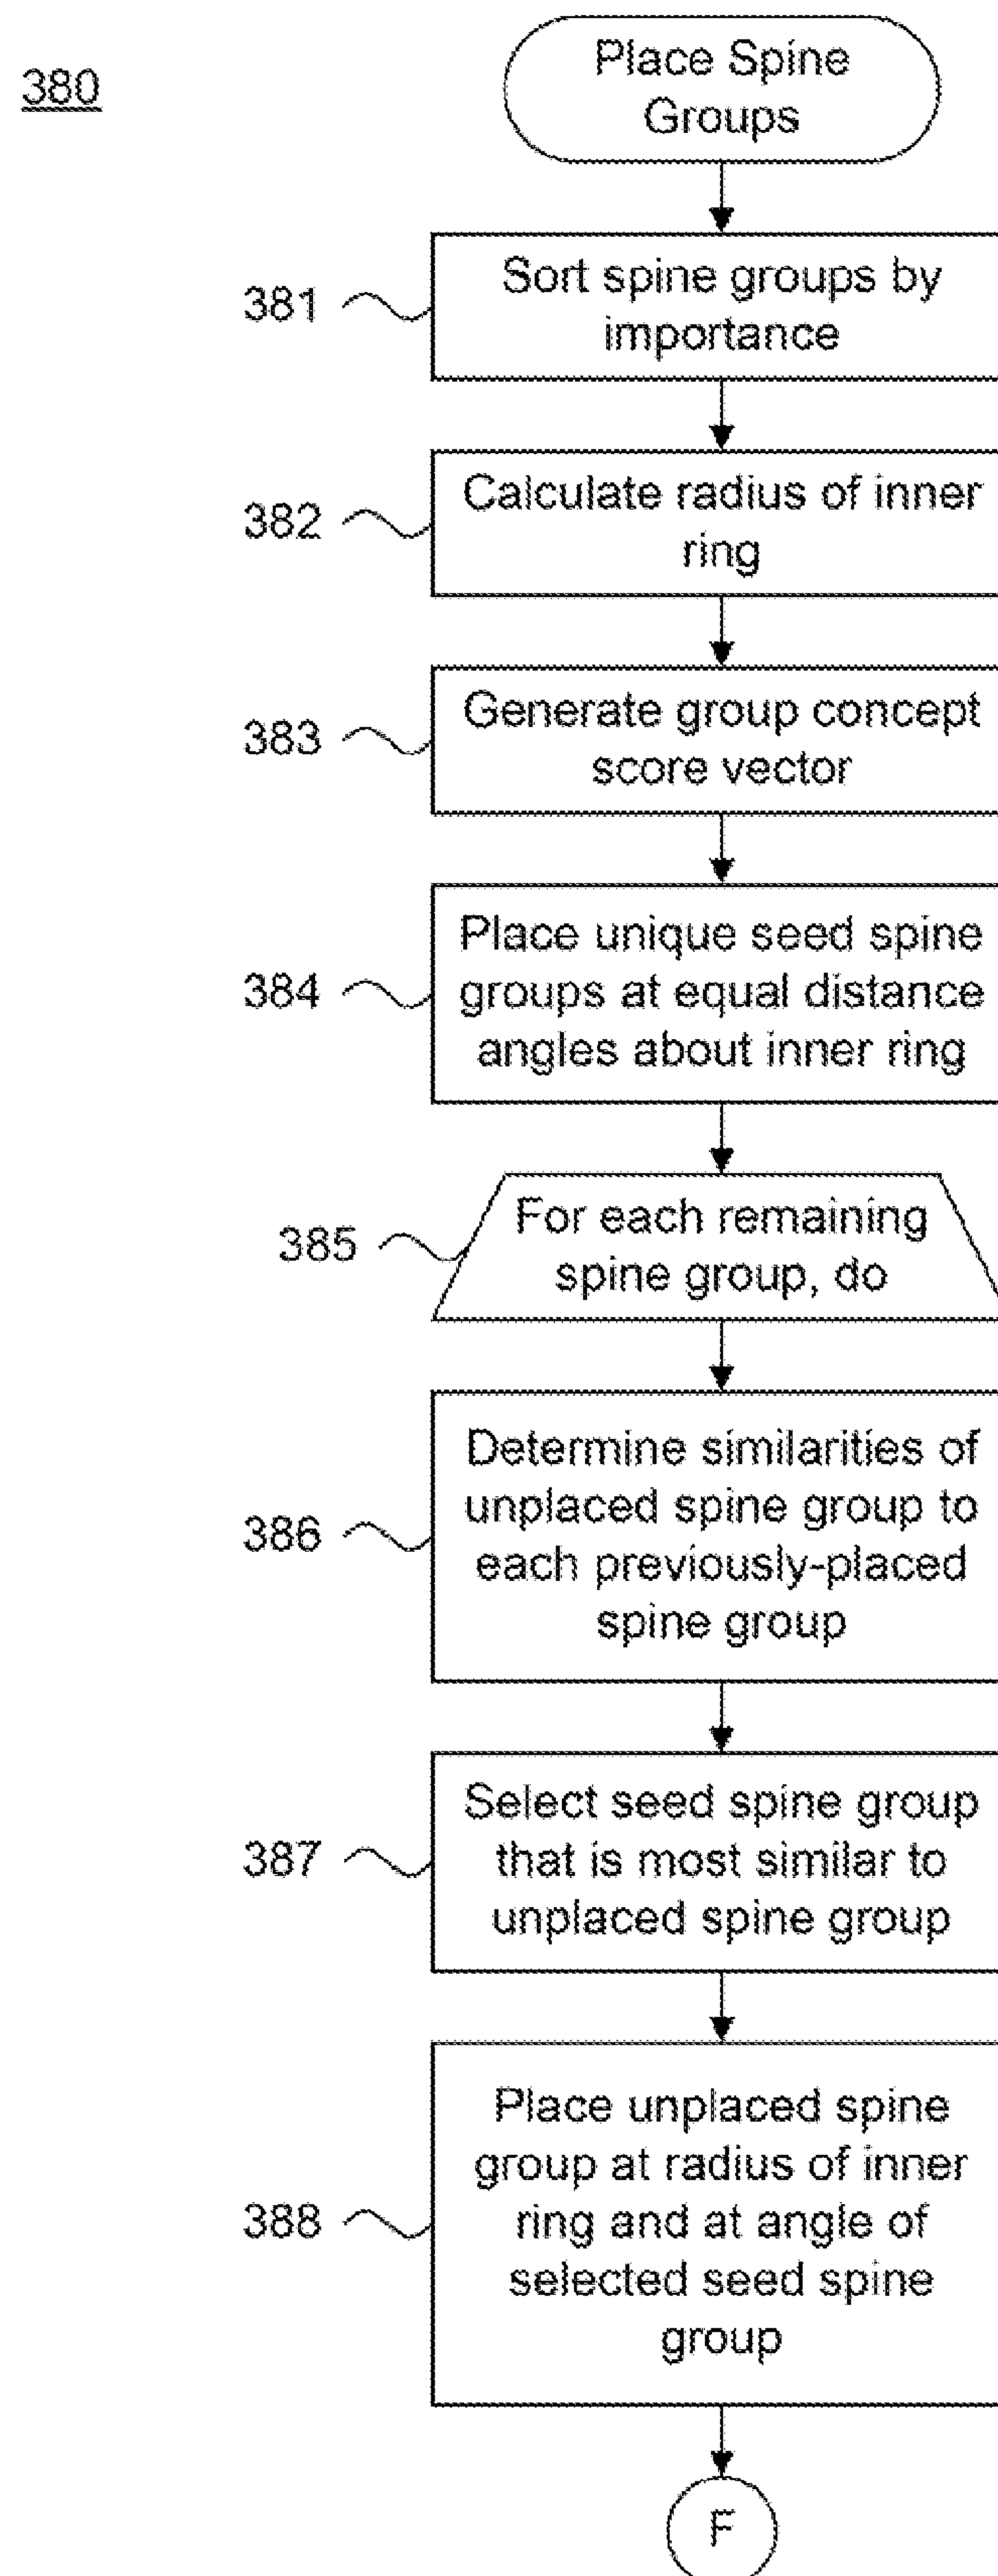 380
Place Spine
Groups
381
Sort spine groups by
importance
382
Calculate radius of inner
ring
383
Generate group concept
score vector
384
Place unique seed spine
groups at equal distance
angles about inner ring
385
For each remaining
spine group, do
386
Determine similarities of
unplaced spine group to
each previously-placed
spine group
387
Select seed spine group
that is most similar to
unplaced spine group
388
Place unplaced spine
group at radius of inner
ring and at angle of
selected seed spine
group
F